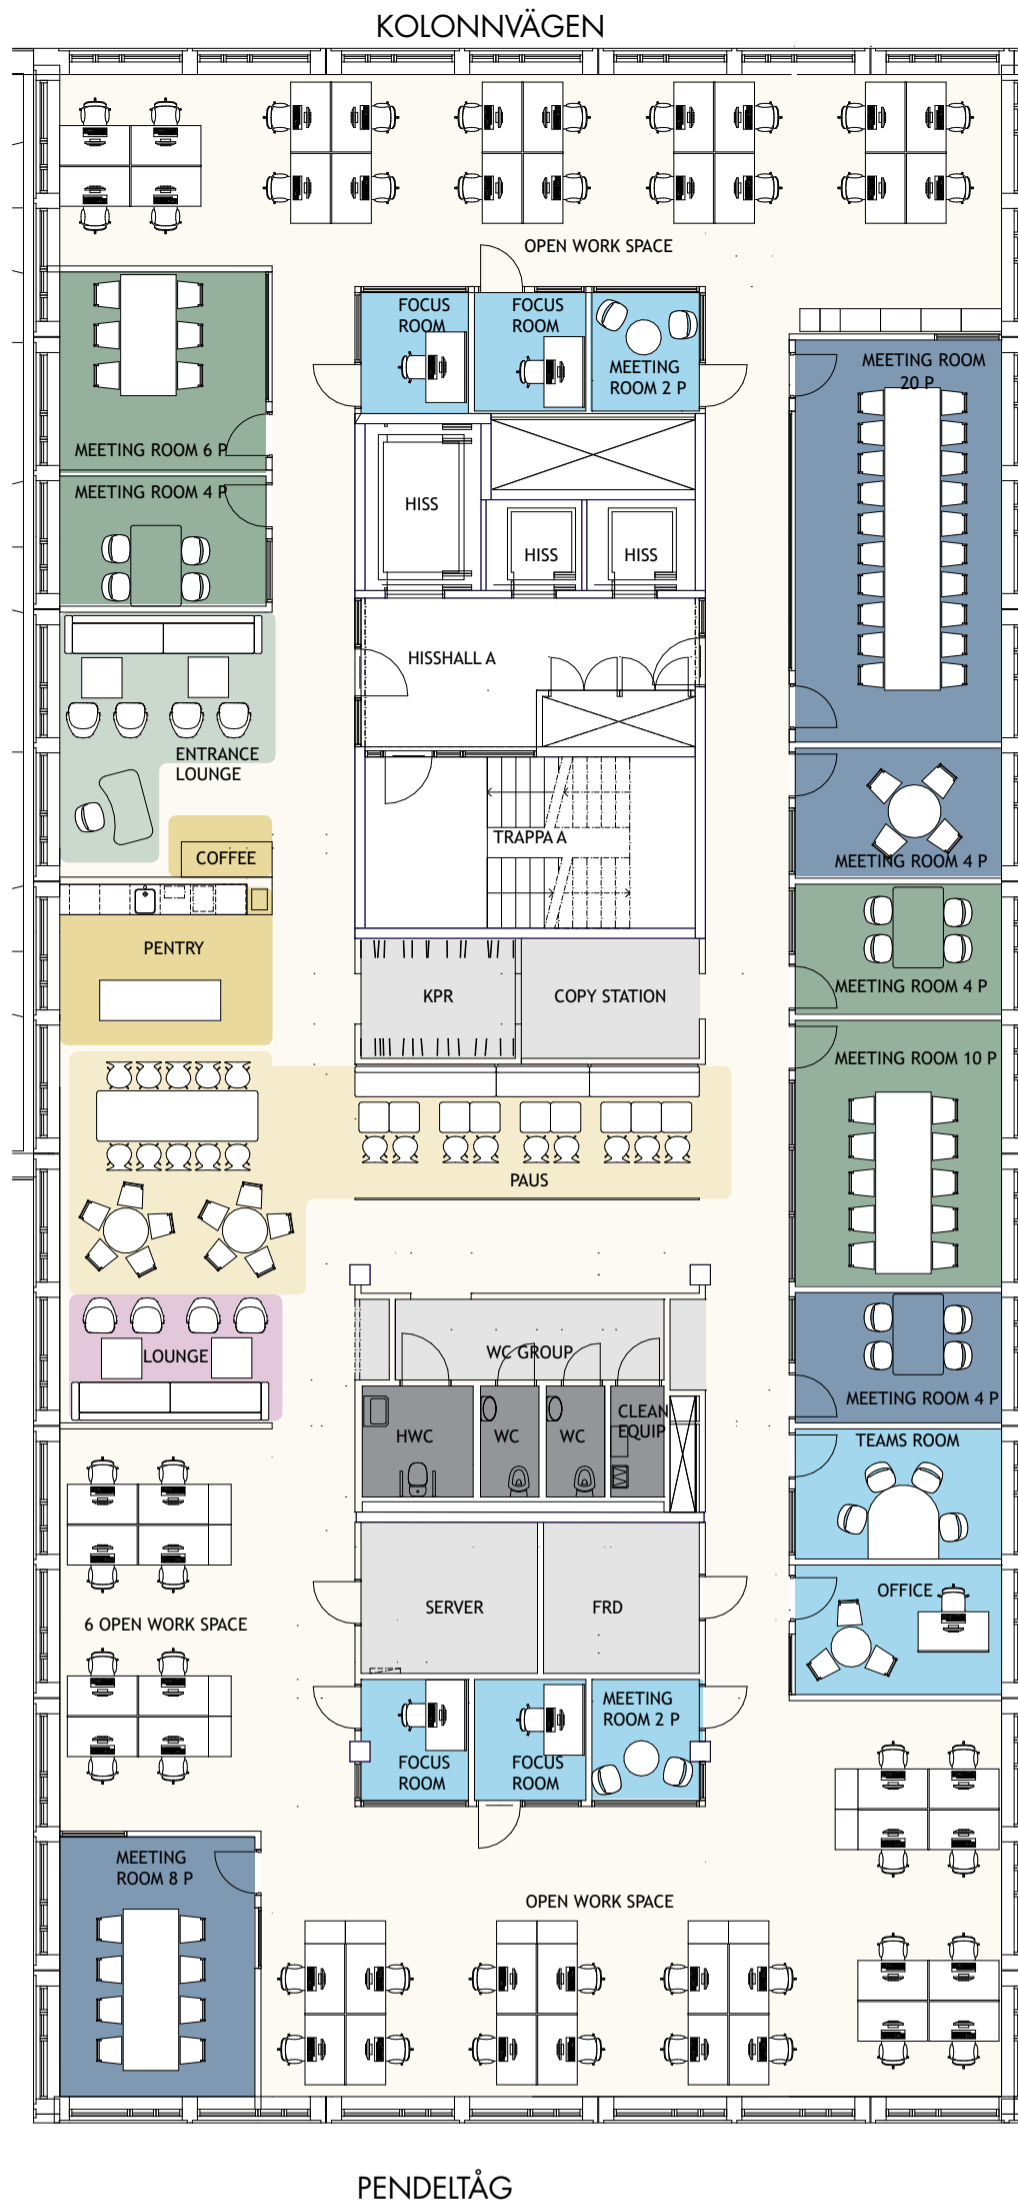 KOLONNVÄGEN
OPEN WORK SPACE
FOCUS
ROOM
FOCUS
ROOM
MEETING
ROOM 2 P
MEETING ROOM
20 P
MEETING ROOM 6 P
MEETING ROOM 4 P
HISS
HISS
HISS
HISSHALL A
ENTRANCE
LOUNGE
TRAPPA A
COFFEE
MEETING ROOM 4 P
PENTRY
KPR
COPY STATION
MEETING ROOM 4 P
MEETING ROOM 10 P
PAUS
LOUNGE
WC GROUP
MEETING ROOM 4 P
HWC
WC
WC
CLEAN
EQUIP
TEAMS ROOM
OFFICE
SERVER
FRD
6 OPEN WORK SPACE
MEETING
ROOM 2 P
FOCUS
ROOM
FOCUS
ROOM
MEETING
ROOM 8 P
OPEN WORK SPACE
PENDELTÅG